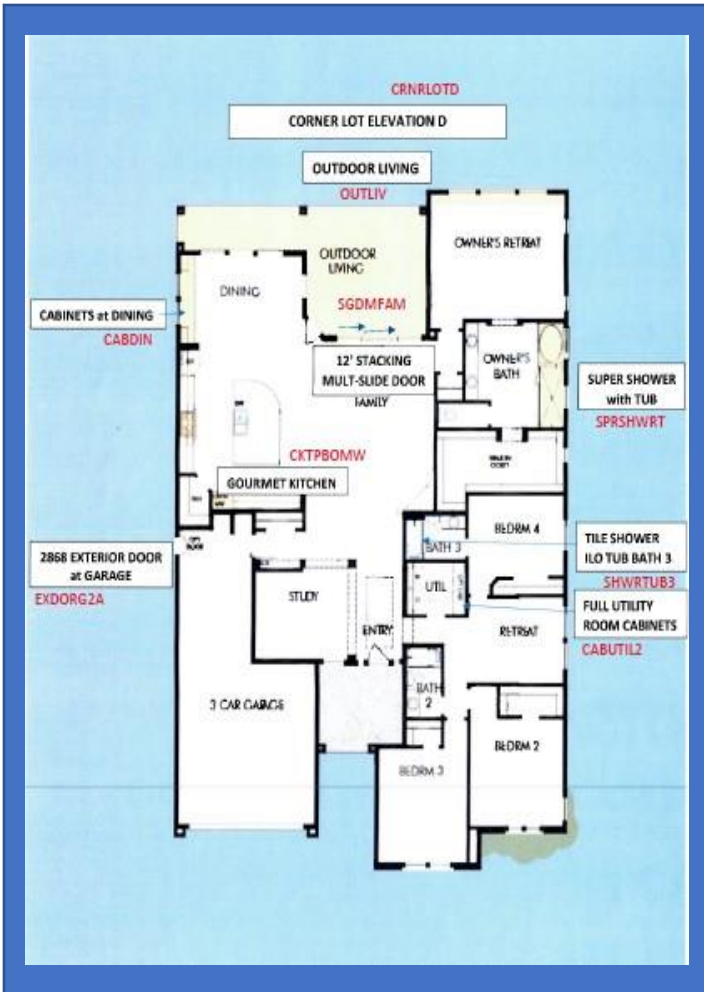 CRNRLOTD
CORNER LOT ELEVATION D
OUTDOOR LIVING
OUTLIV
OWNER'S RETREAT
OUTDOOR
LIVING
DINING
SGDMFAM
CABINETS at DINING
CABDIN
12' STACKING
MULT-SLIDE DOOR
FAMILY
OWNER'S
BATH
SUPER SHOWER
with TUB
SPRSHWRT
CKTPBOMW
GOURMET KITCHEN
CLOSET
BEDRM 4
BATH 3
TILE SHOWER
ILO TUB BATH 3
SHWRTUB3
2868 EXTERIOR DOOR
at GARAGE
EXDORG2A
UTIL
STUDY
FULL UTILITY
ROOM CABINETS
CABUTIL2
ENTRY
RETREAT
BATH
2
3 CAR GARAGE
BEDRM 2
BEDRM 3